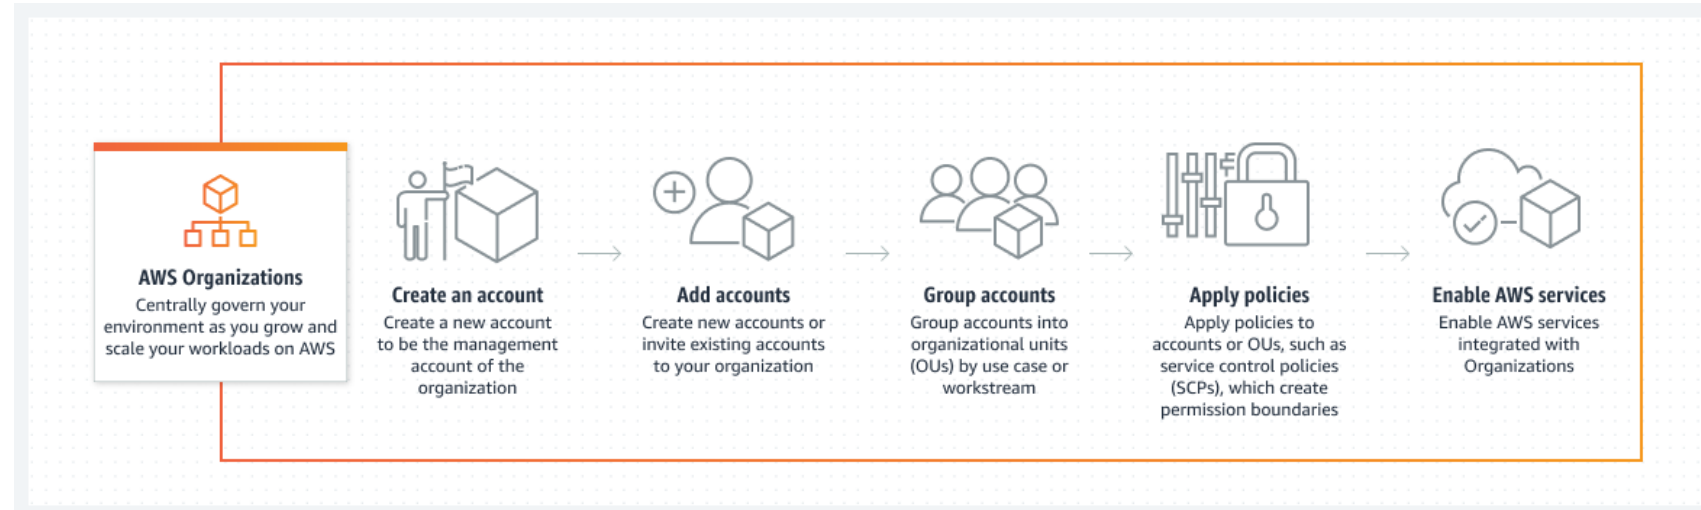 AWS Organizations
Centrally govern your
environment as you grow and
scale your workloads on AWS
Create an account
Create a new account
to be the management
account of the
organization
Add accounts
Create new accounts or
invite existing accounts
to your organization
Group accounts
Group accounts into
organizational units
(OUs) by use case or
workstream
Apply policies
Apply policies to
accounts or OUs, such as
service control policies
(SCPs), which create
permission boundaries
Enable AWS services
Enable AWS services
integrated with
Organizations